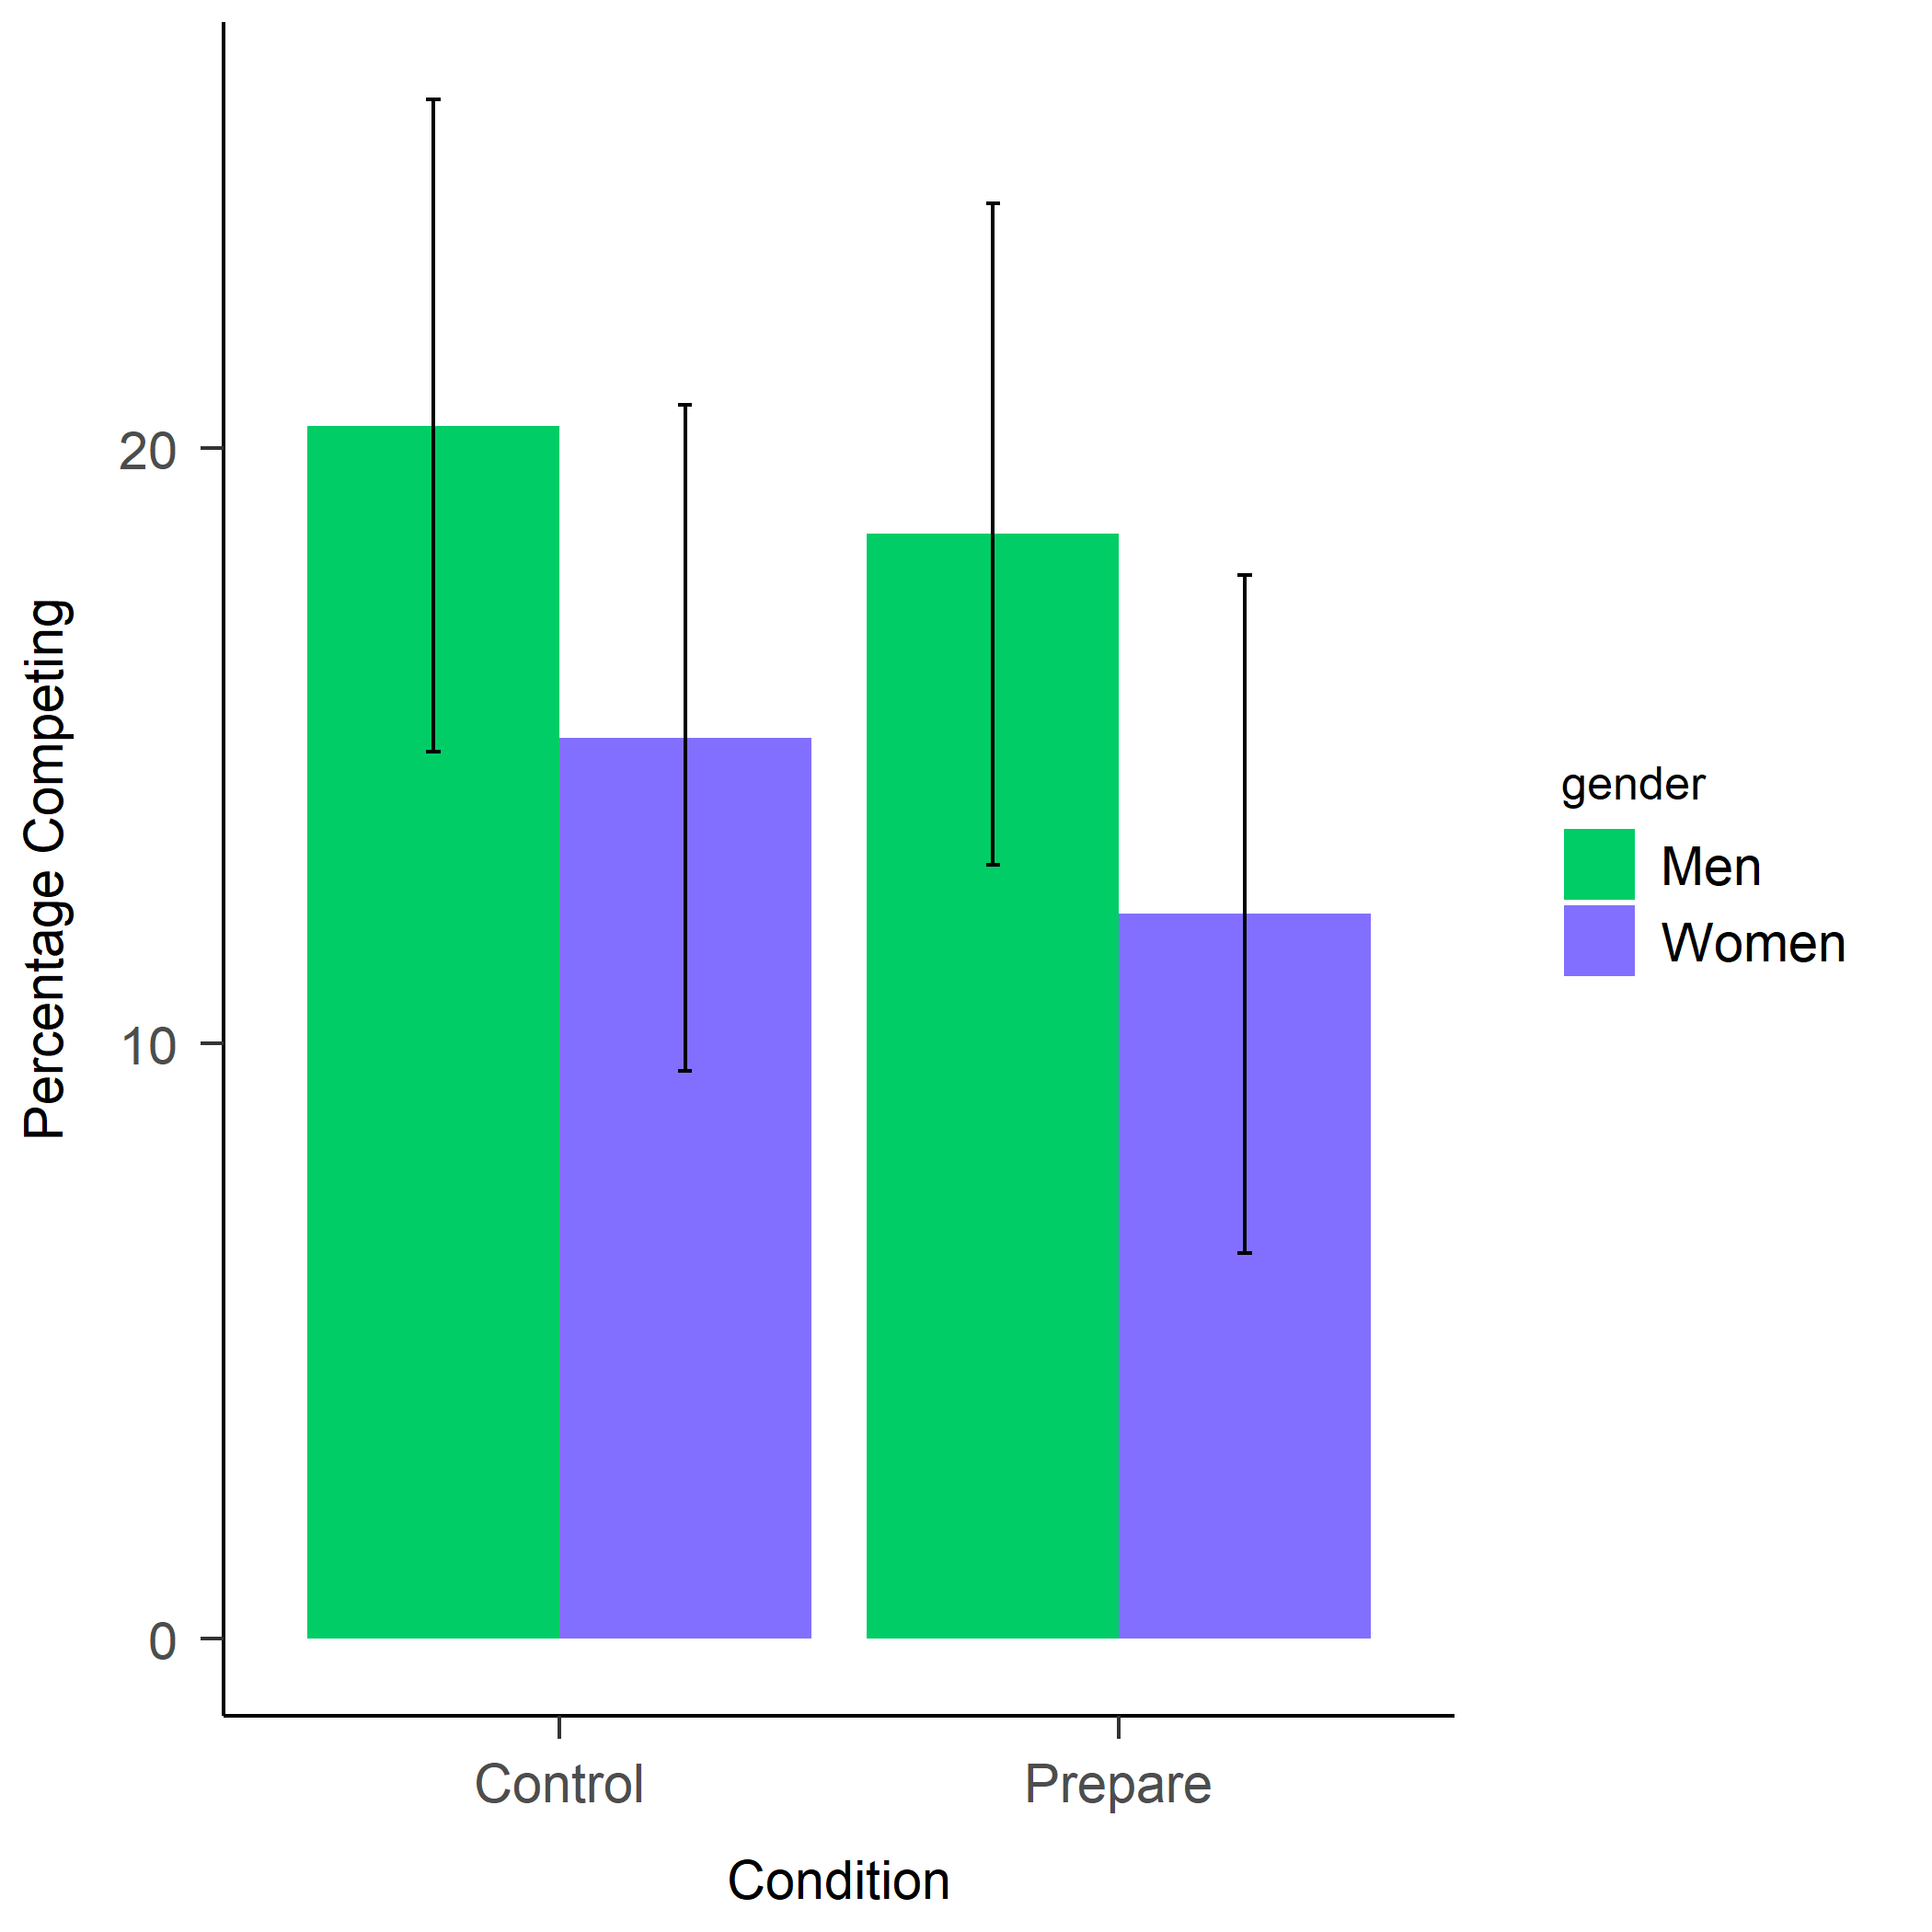 Percentage Competing
20
10
0
Control
Prepare
Condition
gender
Men
Women